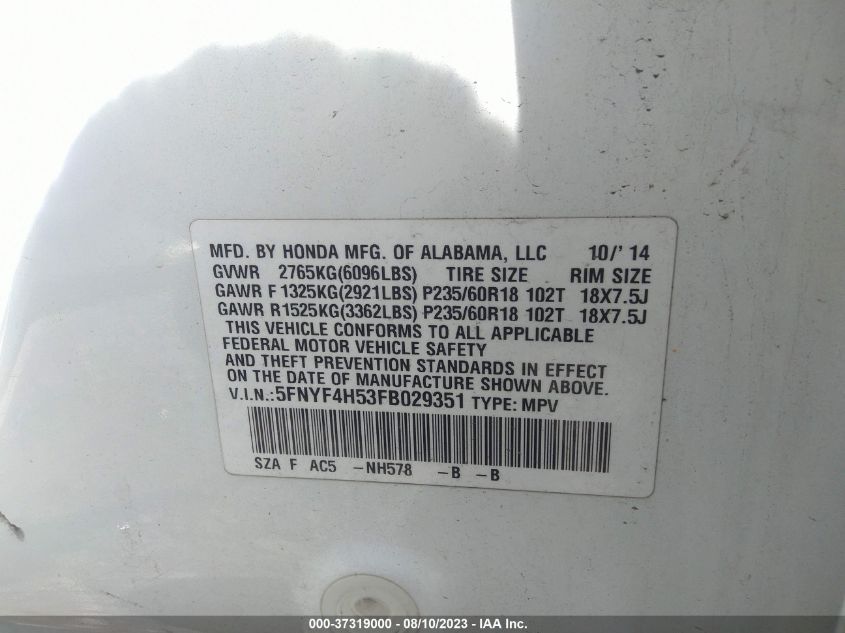 MFD. BY HONDA MFG. OF ALABAMA, LLC 10/'14
GVWR 2765KG(6096LBS) TIRE SIZE RIM SIZE
GAWR F 1325KG(2921LBS) P235/60R18 102T 18X7.5J
GAWR R1525KG(3362LBS) P235/60R18 102T 18X7.5J
THIS VEHICLE CONFORMS TO ALL APPLICABLE
FEDERAL MOTOR VEHICLE SAFETY
AND THEFT PREVENTION STANDARDS IN EFFECT
ON THE DATE OF MANUFACTURE SHOWN ABOVE.
V.I.N.:5FNYF4H53FB029351 TYPE: MPV
SZA F AC5 -NH578 -B -B
000-37319000 - 08/10/2023 - IAA Inc.